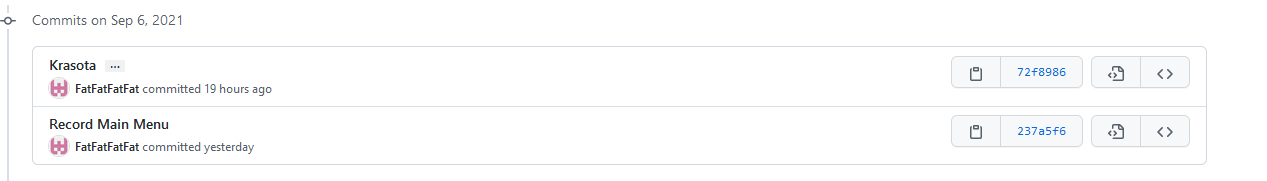 Commits on Sep 6, 2021
Krasota ...
72f8986
FatFatFatFat committed 19 hours ago
Record Main Menu
237a5f6
FatFatFatFat committed yesterday